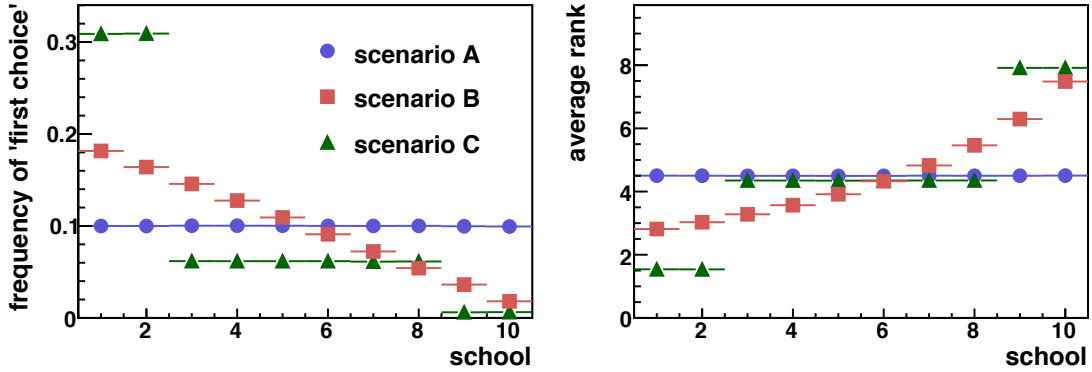 frequency of 'first choice'
0.3
0.2
0.1
0
scenario A
scenario B
scenario C
2 4 6 8 10
school
average rank
8
6
4
2
0
2 4 6 8 10
school